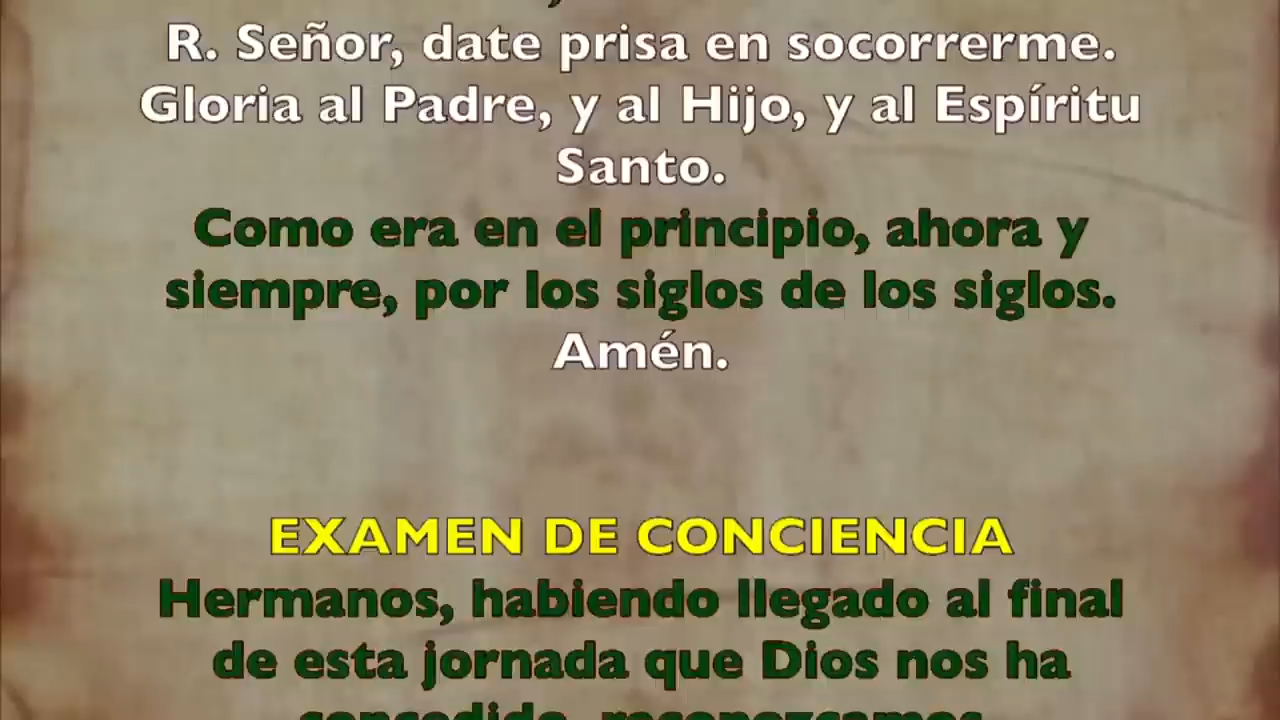 R. Señor, date prisa en socorrerme.
Gloria al Padre, y al Hijo, y al Espíritu
Santo.
Como era en el principio, ahora y
siempre, por los siglos de los siglos.
Amén.
EXAMEN DE CONCIENCIA
Hermanos, habiendo llegado al final
de esta jornada que Dios nos ha
concedido, reconozcamos